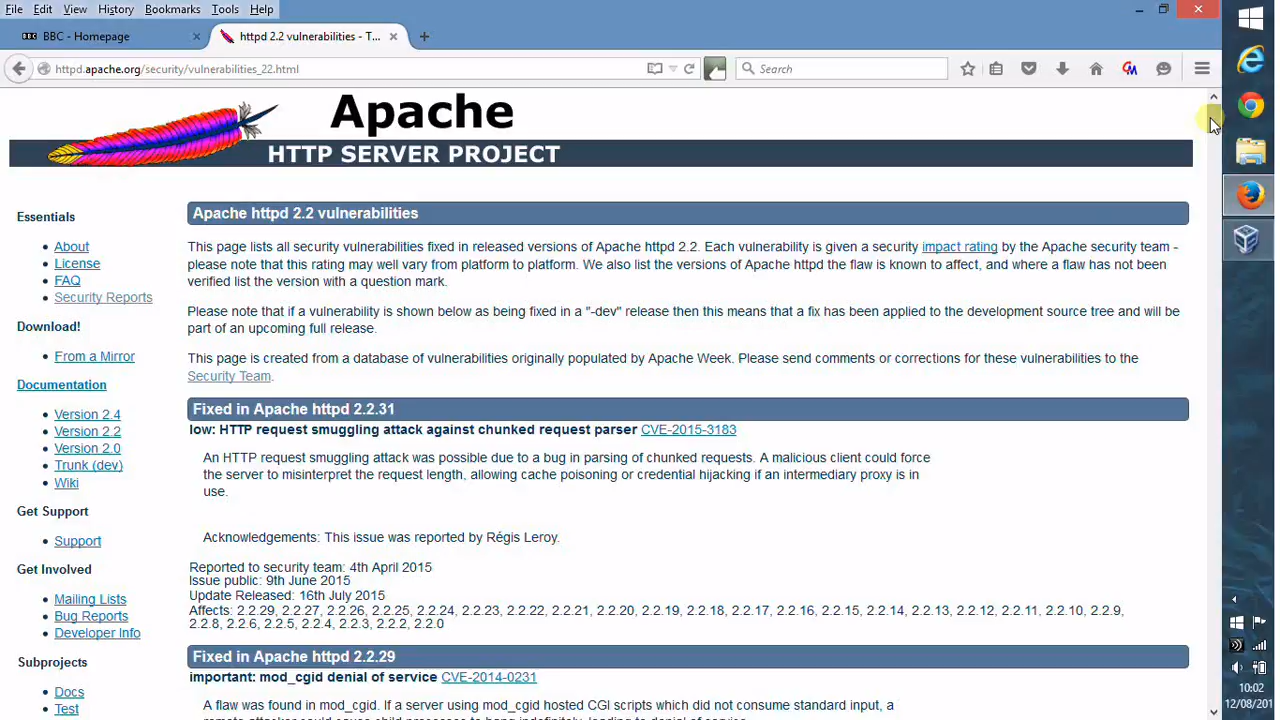 File Edit View History Bookmarks Tools Help
BBC BBC - Homepage
httpd 2.2 vulnerabilities - T...
httpd.apache.org/security/vulnerabilities_22.html
Search
Apache
HTTP SERVER PROJECT
Essentials
About
License
FAQ
Security Reports
Download!
From a Mirror
Documentation
Version 2.4
Version 2.2
Version 2.0
Trunk (dev)
Wiki
Get Support
Support
Get Involved
Mailing Lists
Bug Reports
Developer Info
Subprojects
Docs
Test
Apache httpd 2.2 vulnerabilities
This page lists all security vulnerabilities fixed in released versions of Apache httpd 2.2. Each vulnerability is given a security impact rating by the Apache security team -
please note that this rating may well vary from platform to platform. We also list the versions of Apache httpd the flaw is known to affect, and where a flaw has not been
verified list the version with a question mark.
Please note that if a vulnerability is shown below as being fixed in a "-dev" release then this means that a fix has been applied to the development source tree and will be
part of an upcoming full release.
This page is created from a database of vulnerabilities originally populated by Apache Week. Please send comments or corrections for these vulnerabilities to the
Security Team.
Fixed in Apache httpd 2.2.31
low: HTTP request smuggling attack against chunked request parser CVE-2015-3183
An HTTP request smuggling attack was possible due to a bug in parsing of chunked requests. A malicious client could force
the server to misinterpret the request length, allowing cache poisoning or credential hijacking if an intermediary proxy is in
use.
Acknowledgements: This issue was reported by Régis Leroy.
Reported to security team: 4th April 2015
Issue public: 9th June 2015
Update Released: 16th July 2015
Affects: 2.2.29, 2.2.27, 2.2.26, 2.2.25, 2.2.24, 2.2.23, 2.2.22, 2.2.21, 2.2.20, 2.2.19, 2.2.18, 2.2.17, 2.2.16, 2.2.15, 2.2.14, 2.2.13, 2.2.12, 2.2.11, 2.2.10, 2.2.9,
2.2.8, 2.2.6, 2.2.5, 2.2.4, 2.2.3, 2.2.2, 2.2.0
Fixed in Apache httpd 2.2.29
important: mod_cgid denial of service CVE-2014-0231
A flaw was found in mod_cgid. If a server using mod_cgid hosted CGI scripts which did not consume standard input, a
remote attacker could cause child processes to hang indefinitely, leading to denial of service.
10:02
12/08/201